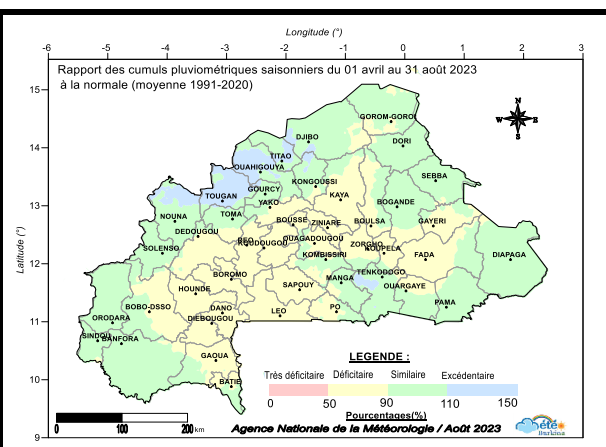 Longitude (°)
-6 -5 -4 -3 -2 -1 0 1 2 3
Rapport des cumuls pluviométriques saisonniers du 01 avril au 31 août 2023
à la normale (moyenne 1991-2020)
15
14
13
12
11
10
9
Latitude (°)
N
W E
S
GOROM-GOROM
DJIBO
DORI
TITAO
OUAHIGOUYA
SEBBA
KONGOUSSI
GOURCY
TOUGAN
KAYA
YAKO
BOGANDE
NOUNA
TOMA
BOUSSE
ZINIARE
BOULSA
GAYERI
DEDOUGOU
REO
KOUDOUGOU
OUAGADOUGOU
ZORGHO
KOUPELA
SOLENSO
KOMBISSIRI
FADA
DIAPAGA
BOROMO
TENKODOGO
MANGA
HOUNDE
SAPOUY
OUARGAYE
BOBO-DSSO
DANO
LEO
PO
PAMA
ORODARA
DIEBOUGOU
SINDOU
BANFORA
GAOUA
BATIE
LEGENDE :
Très déficitaire Déficitaire Similaire Excédentaire
0 50 90 110 150
Pourcentages(%)
0 100 200 km
Agence Nationale de la Météorologie / Août 2023
météo
Burkina